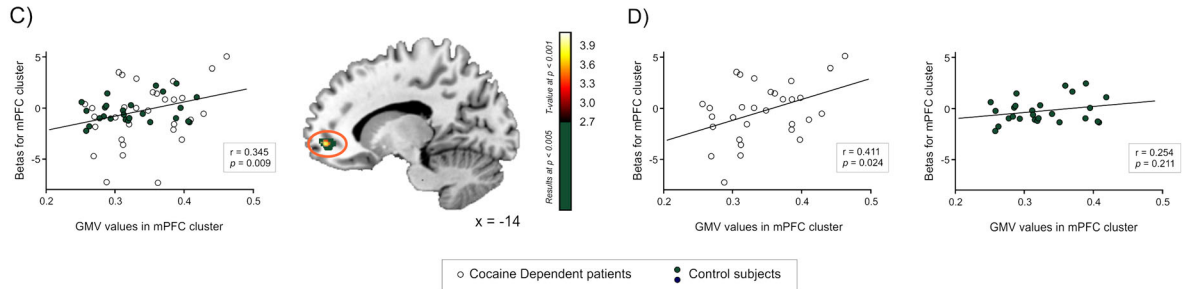 C)
Betas for mPFC cluster
5
0
-5
0.2
0.3
0.4
0.5
GMV values in mPFC cluster
r = 0.345
p = 0.009
x = -14
Results at p < 0.005
T-value at p < 0.001
3.9
3.6
3.3
3.0
2.7
D)
Betas for mPFC cluster
5
0
-5
0.2
0.3
0.4
0.5
GMV values in mPFC cluster
r = 0.411
p = 0.024
Betas for mPFC cluster
5
0
-5
0.2
0.3
0.4
0.5
GMV values in mPFC cluster
r = 0.254
p = 0.211
Cocaine Dependent patients
Control subjects